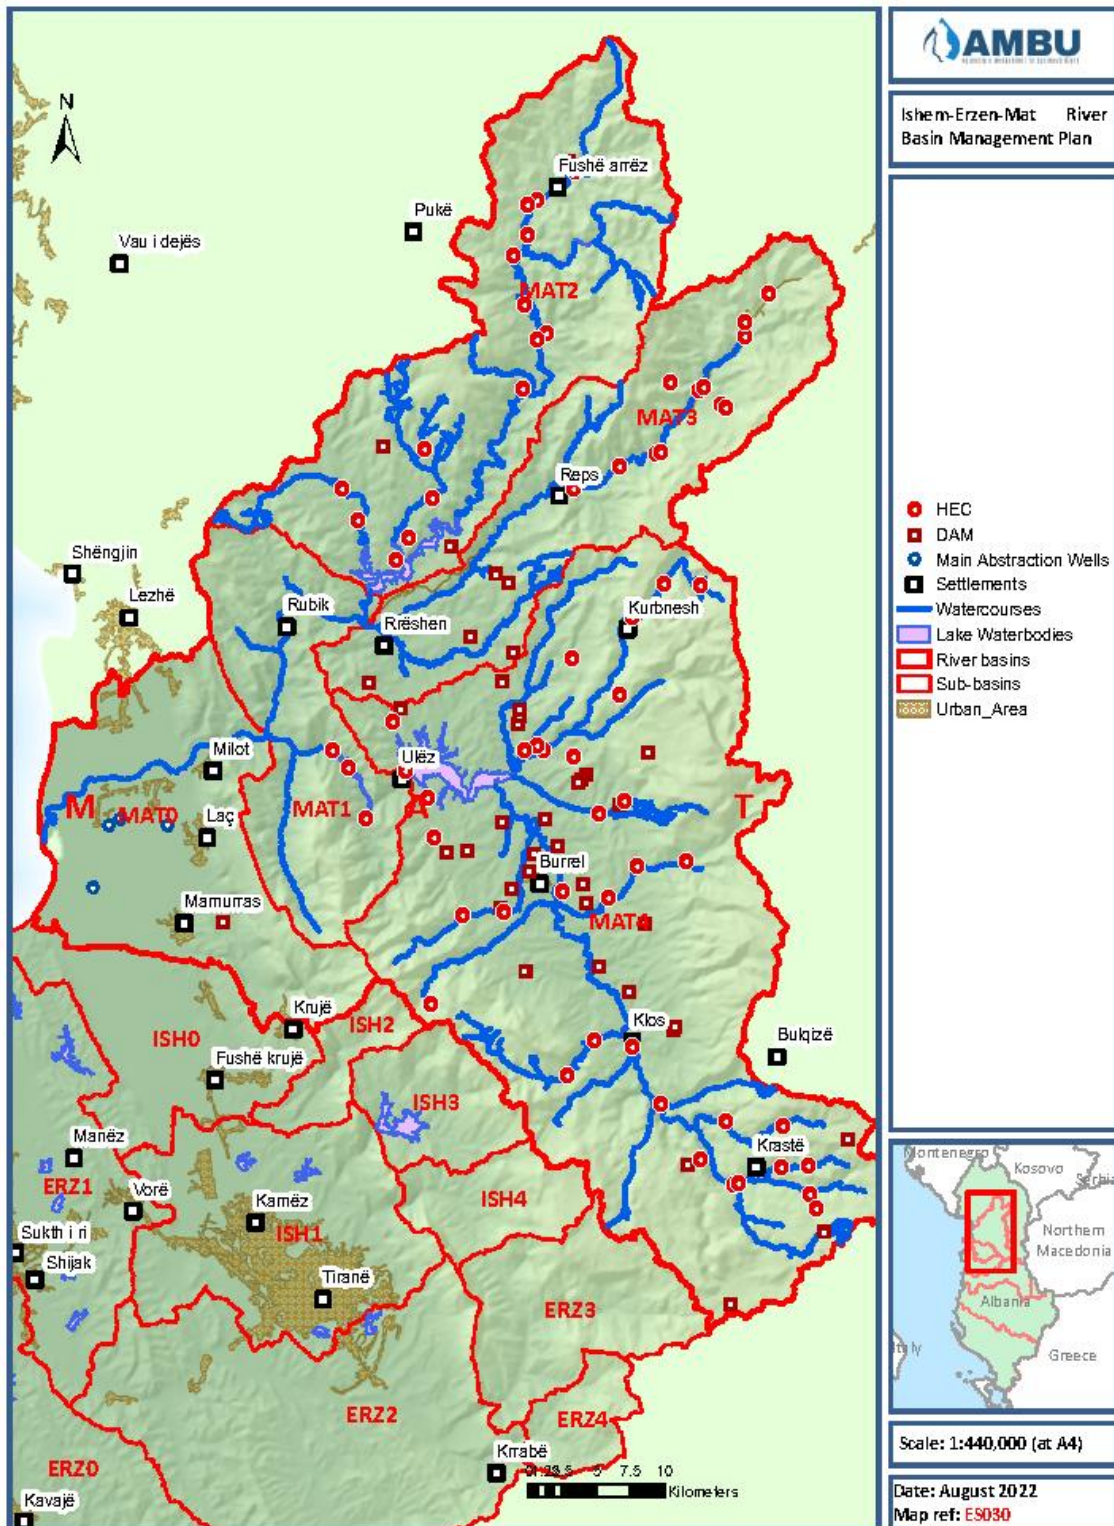 N
Fushë arrëz
Pukë
Vau i dejës
MAT2
MAT3
Reps
Shëngjin
Lezhë
Rubik
Rrëshen
Kurbnesh
Milot
Ulëz
M
MAT0
MAT1
A
T
Laç
Burrel
Mamurras
MAT4
Krujë
ISH2
ISH0
Klos
Bulqizë
Fushë krujë
ISH3
Manëz
Krastë
ERZ1
Vorë
Kamëz
ISH4
ISH1
Sukth i ri
Shijak
Tiranë
ERZ3
ERZ2
ERZ4
ERZ0
Krrabë
5 7.5 10
Kilometers
Kavajë
AMBU
Ishem-Erzen-Mat River
Basin Management Plan
HEC
DAM
Main Abstraction Wells
Settlements
Watercourses
Lake Waterbodies
River basins
Sub-basins
Urban_Area
Montenegro
Kosovo
Serbia
Northern
Macedonia
Albania
Italy
Greece
Scale: 1:440,000 (at A4)
Date: August 2022
Map ref: ES030